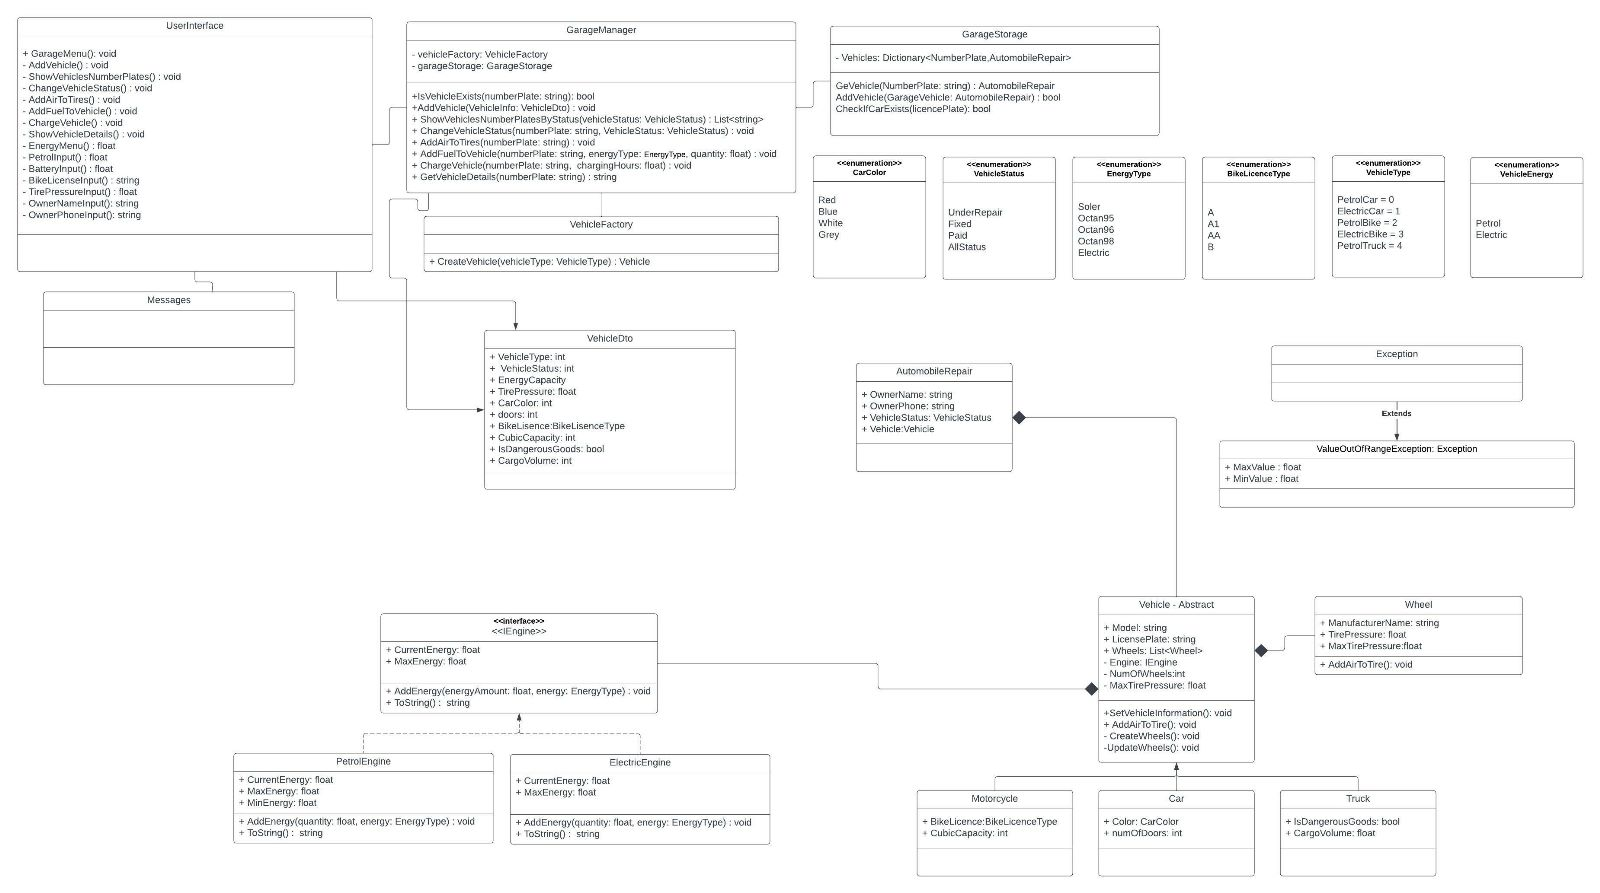 UserInterface
+ GarageMenu(): void
- AddVehicle() : void
- ShowVehiclesNumberPlates() : void
- ChangeVehicleStatus() : void
- AddAirToTires() : void
- AddFuelToVehicle() : void
- ChargeVehicle() : void
- ShowVehicleDetails() : void
- EnergyMenu() : float
- PetrolInput() : float
- BatteryInput() : float
- BikeLicenseInput() : string
- TirePressureInput() : float
- OwnerNameInput() : string
- OwnerPhoneInput(): string
GarageManager
- vehicleFactory: VehicleFactory
- garageStorage: GarageStorage
+IsVehicleExists(numberPlate: string): bool
+AddVehicle(VehicleInfo: VehicleDto) : void
+ ShowVehiclesNumberPlatesByStatus(vehicleStatus: VehicleStatus) : List<string>
+ ChangeVehicleStatus(numberPlate: string, VehicleStatus: VehicleStatus) : void
+ AddAirToTires(numberPlate: string) : void
+ AddFuelToVehicle(numberPlate: string, energyType: EnergyType, quantity: float) : void
+ ChargeVehicle(numberPlate: string,  chargingHours: float) : void
+ GetVehicleDetails(numberPlate: string) : string
GarageStorage
- Vehicles: Dictionary<NumberPlate,AutomobileRepair>
GeVehicle(NumberPlate: string) : AutomobileRepair
AddVehicle(GarageVehicle: AutomobileRepair) : bool
CheckIfCarExists(licencePlate): bool
<<enumeration>>
CarColor
Red
Blue
White
Grey
<<enumeration>>
VehicleStatus
UnderRepair
Fixed
Paid
AllStatus
<<enumeration>>
EnergyType
Soler
Octan95
Octan96
Octan98
Electric
<<enumeration>>
BikeLicenceType
A
A1
AA
B
<<enumeration>>
VehicleType
PetrolCar = 0
ElectricCar = 1
PetrolBike = 2
ElectricBike = 3
PetrolTruck = 4
<<enumeration>>
VehicleEnergy
Petrol
Electric
VehicleFactory
+ CreateVehicle(vehicleType: VehicleType) : Vehicle
Messages
VehicleDto
+ VehicleType: int
+  VehicleStatus: int
+ EnergyCapacity
+ TirePressure: float
+ CarColor: int
+ doors: int
+ BikeLisence:BikeLisenceType
+ CubicCapacity: int
+ IsDangerousGoods: bool
+ CargoVolume: int
AutomobileRepair
+ OwnerName: string
+ OwnerPhone: string
+ VehicleStatus: VehicleStatus
+ Vehicle:Vehicle
Exception
Extends
ValueOutOfRangeException: Exception
+ MaxValue : float
+ MinValue : float
<<interface>>
<<IEngine>>
+ CurrentEnergy: float
+ MaxEnergy: float
+ AddEnergy(energyAmount: float, energy: EnergyType) : void
+ ToString() :  string
Vehicle - Abstract
+ Model: string
+ LicensePlate: string
+ Wheels: List<Wheel>
- Engine: IEngine
- NumOfWheels:int
- MaxTirePressure: float
+SetVehicleInformation(): void
+ AddAirToTire(): void
- CreateWheels(): void
-UpdateWheels(): void
Wheel
+ ManufacturerName: string
+ TirePressure: float
+ MaxTirePressure:float
+ AddAirToTire(): void
PetrolEngine
+ CurrentEnergy: float
+ MaxEnergy: float
+ MinEnergy: float
+ AddEnergy(quantity: float, energy: EnergyType) : void
+ ToString() :  string
ElectricEngine
+ CurrentEnergy: float
+ MaxEnergy: float
+ AddEnergy(quantity: float, energy: EnergyType) : void
+ ToString() :  string
Motorcycle
+ BikeLicence:BikeLicenceType
+ CubicCapacity: int
Car
+ Color: CarColor
+ numOfDoors: int
Truck
+ IsDangerousGoods: bool
+ CargoVolume: float